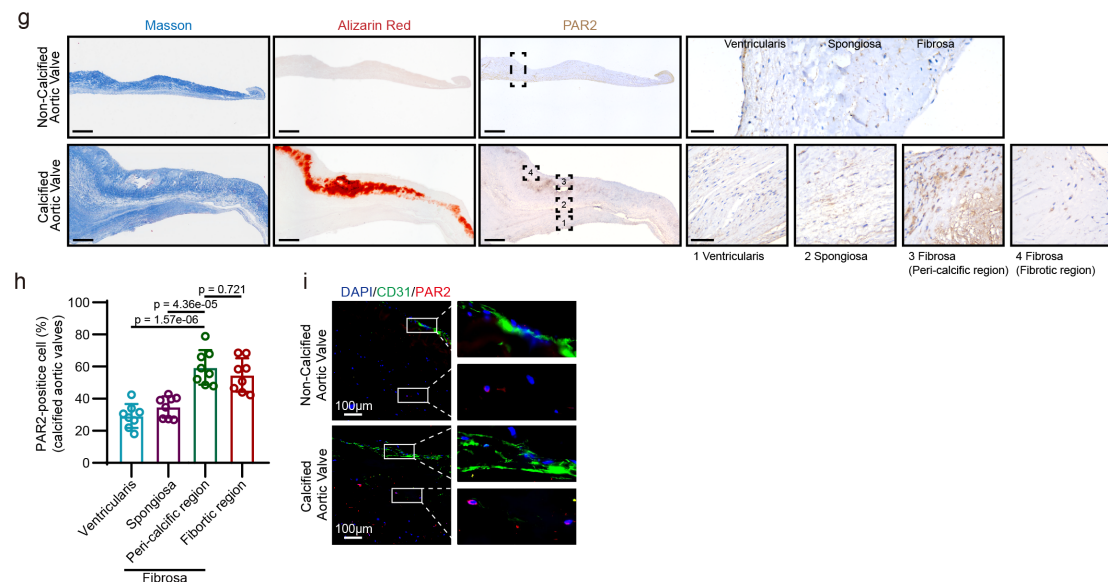 g
Masson
Alizarin Red
PAR2
Non-Calcified
Aortic Valve
Ventricularis
Spongiosa
Fibrosa
Calcified
Aortic Valve
4
3
2
1
1 Ventricularis
2 Spongiosa
3 Fibrosa
(Peri-calcific region)
4 Fibrosa
(Fibrotic region)
h
PAR2-positice cell (%)
(calcified aortic valves)
100
80
60
40
20
0
p = 0.721
p = 4.36e-05
p = 1.57e-06
Ventricularis
Spongiosa
Peri-calcific region
Fibortic region
Fibrosa
i
DAPI/CD31/PAR2
Non-Calcified
Aortic Valve
100μm
Calcified
Aortic Valve
100μm